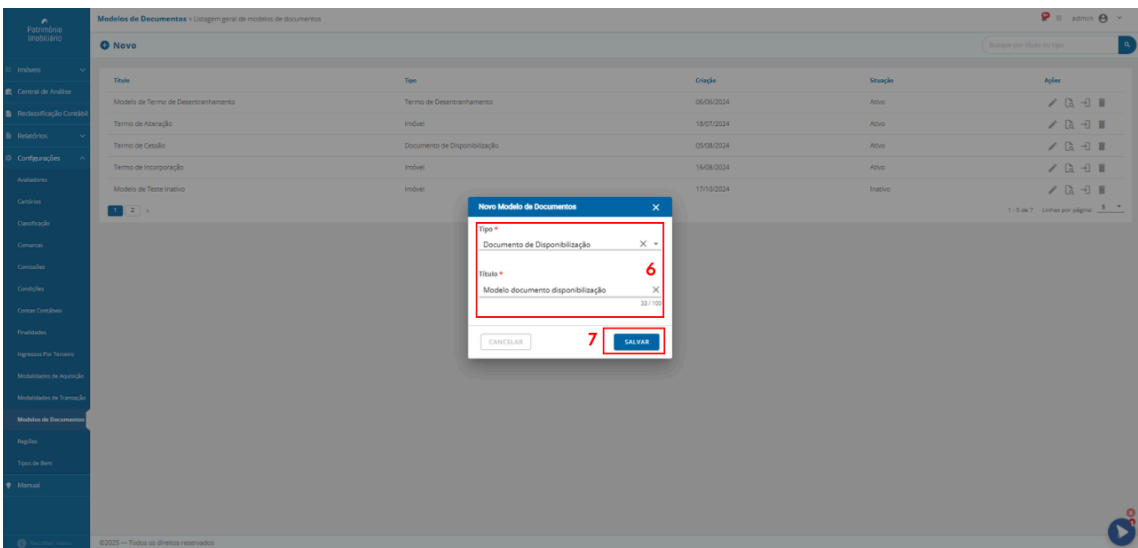 Patrimônio
Imobiliário
Modelos de Documentos > Listagem geral de modelos de documentos
admin
Novo
Busque por título ou tipo
Imóveis
Central de Análise
Reclassificação Contábil
Relatórios
Configurações
Avaliadores
Cartórios
Classificação
Comarcas
Comissões
Condições
Contas Contábeis
Finalidades
Ingressos Por Terceiro
Modalidades de Aquisição
Modalidades de Transação
Modelos de Documentos
Regiões
Tipos de Bem
Manual
Recolher menu
Título Tipo Criação Situação Ações
Modelo de Termo de Desentranhamento Termo de Desentranhamento 06/06/2024 Ativo
Termo de Alteração Imóvel 18/07/2024 Ativo
Termo de Cessão Documento de Disponibilização 05/08/2024 Ativo
Termo de Incorporação Imóvel 16/08/2024 Ativo
Modelo de Teste Inativo Imóvel 17/10/2024 Inativo
1 2 ›
1 - 5 de 7 Linhas por página: 5
Novo Modelo de Documentos
Tipo *
Documento de Disponibilização
6
Título *
Modelo documento disponibilização
33 / 100
CANCELAR
7
SALVAR
©2025 — Todos os direitos reservados